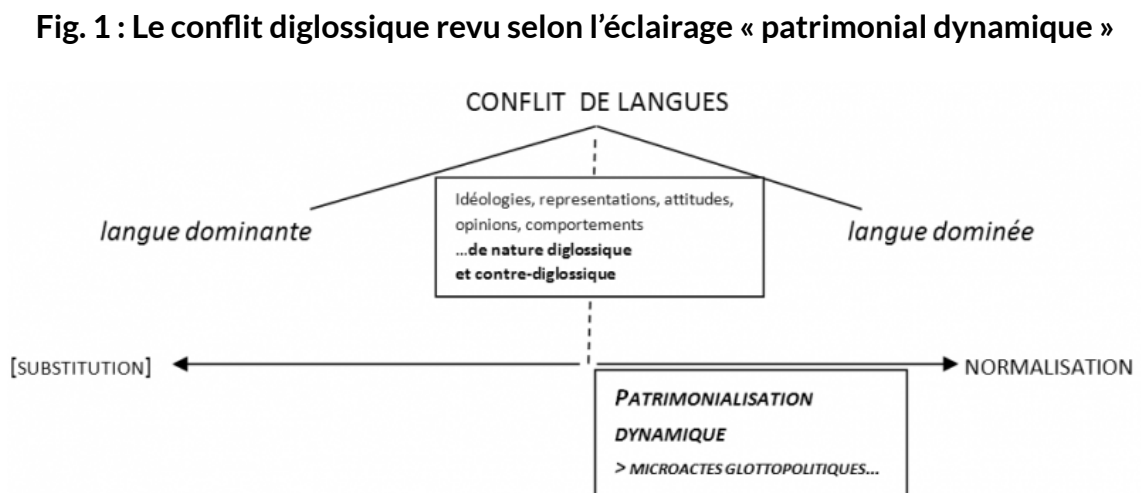 Fig. 1 : Le conflit diglossique revu selon l’éclairage « patrimonial dynamique »
CONFLIT DE LANGUES
Idéologies, representations, attitudes,
opinions, comportements
...de nature diglossique
et contre-diglossique
langue dominante
langue dominée
[SUBSTITUTION]
NORMALISATION
PATRIMONIALISATION
DYNAMIQUE
> MICROACTES GLOTTOPOLITIQUES...